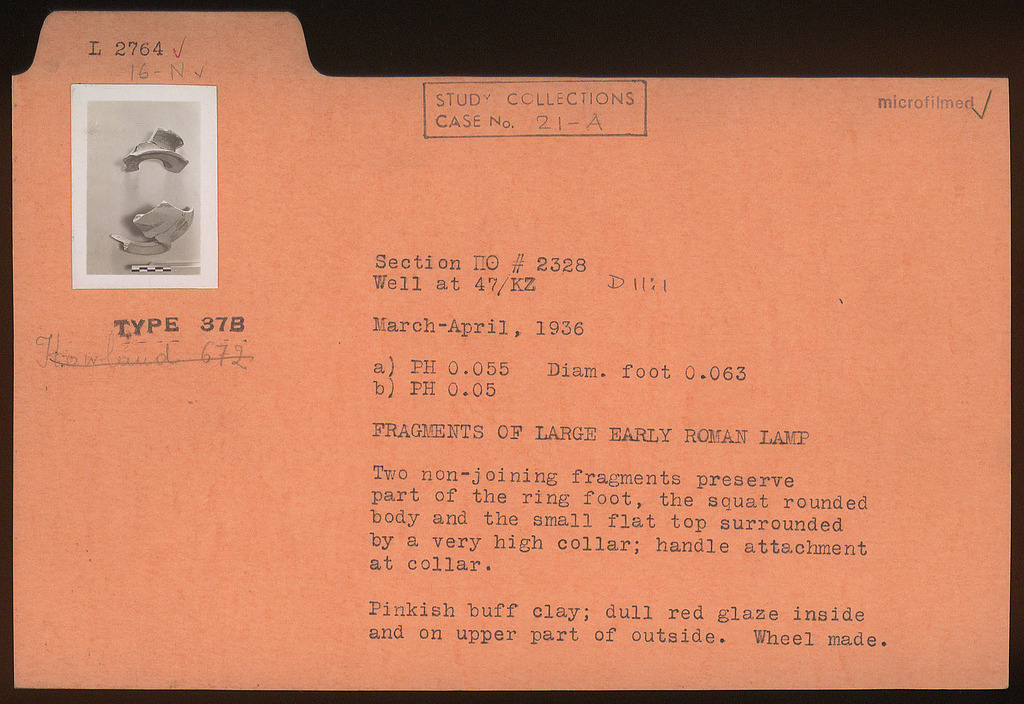 L 2764 ✓
16-N ✓
STUDY COLLECTIONS
CASE No. 21-A
microfilmed ✓
Section ΠΘ # 2328
Well at 47/ΚΖ D 11:1
March-April, 1936
TYPE 37B
Howland 672
a) PH 0.055 Diam. foot 0.063
b) PH 0.05
FRAGMENTS OF LARGE EARLY ROMAN LAMP
Two non-joining fragments preserve
part of the ring foot, the squat rounded
body and the small flat top surrounded
by a very high collar; handle attachment
at collar.
Pinkish buff clay; dull red glaze inside
and on upper part of outside. Wheel made.